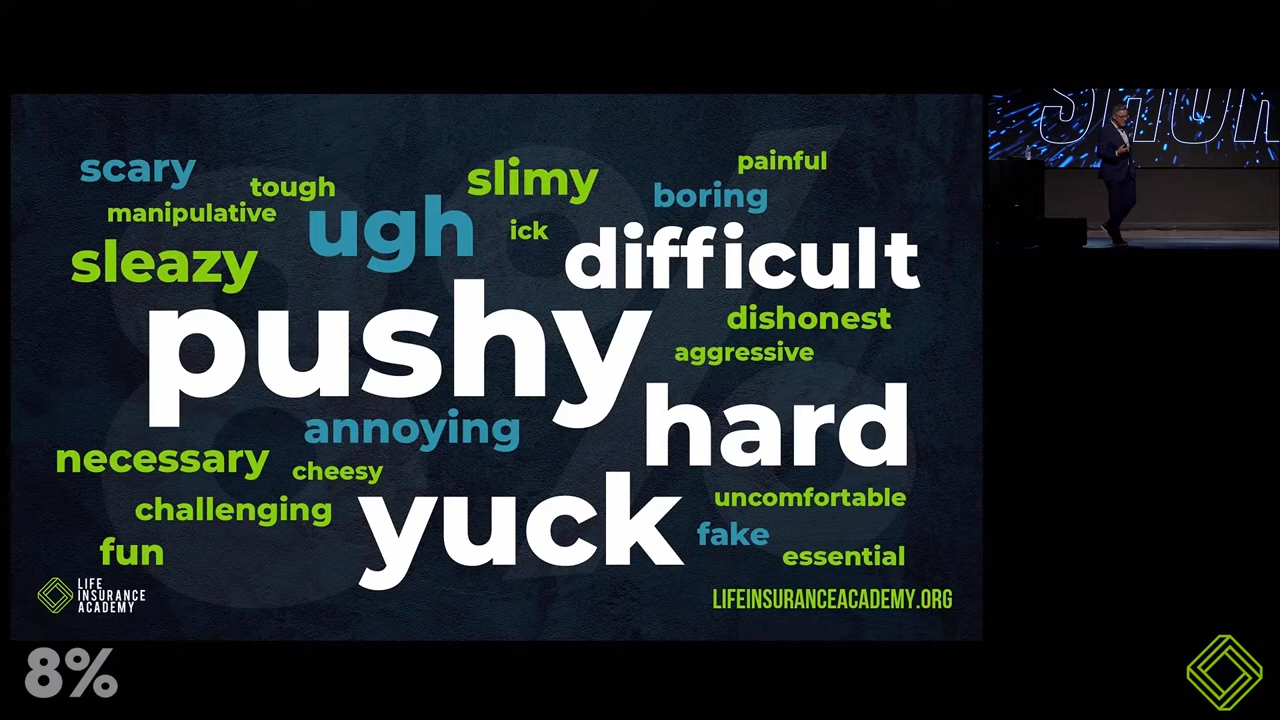 scary
tough
manipulative
sleazy
ugh
slimy
ick
painful
boring
difficult
pushy
dishonest
aggressive
hard
annoying
necessary
cheesy
challenging
yuck
uncomfortable
fake
essential
fun
LIFE
INSURANCE
ACADEMY
LIFEINSURANCEACADEMY.ORG
8%